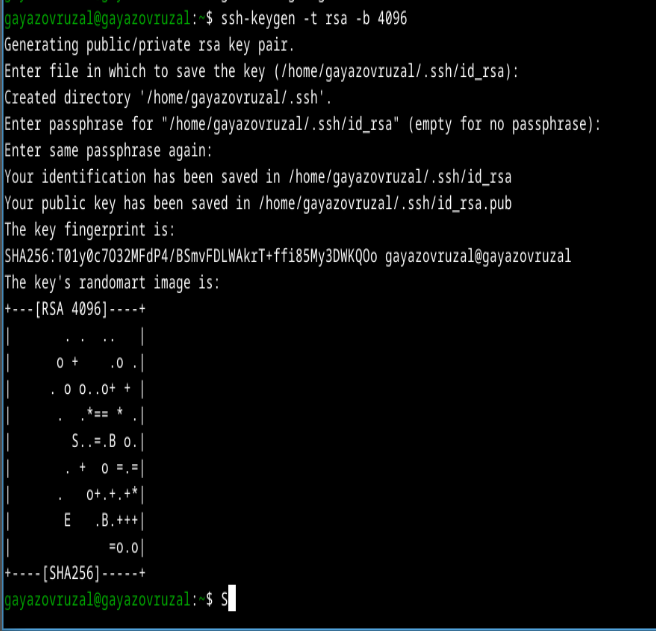 gayazovruzal@gayazovruzal:~$ ssh-keygen -t rsa -b 4096
Generating public/private rsa key pair.
Enter file in which to save the key (/home/gayazovruzal/.ssh/id_rsa):
Created directory '/home/gayazovruzal/.ssh'.
Enter passphrase for "/home/gayazovruzal/.ssh/id_rsa" (empty for no passphrase):
Enter same passphrase again:
Your identification has been saved in /home/gayazovruzal/.ssh/id_rsa
Your public key has been saved in /home/gayazovruzal/.ssh/id_rsa.pub
The key fingerprint is:
SHA256:T01y0c7O32MFdP4/BSmvFDLWAkrT+ffi85My3DWKQOo gayazovruzal@gayazovruzal
The key's randomart image is:
+---[RSA 4096]----+
|       . .  ..   |
|      o +    .o .|
|     . o o..o+ + |
|      .  .*== * .|
|        S..=.B o.|
|       . +  o =.=|
|      .   o+.+.+*|
|       E   .B.+++|
|             =o.o|
+----[SHA256]-----+
gayazovruzal@gayazovruzal:~$ S